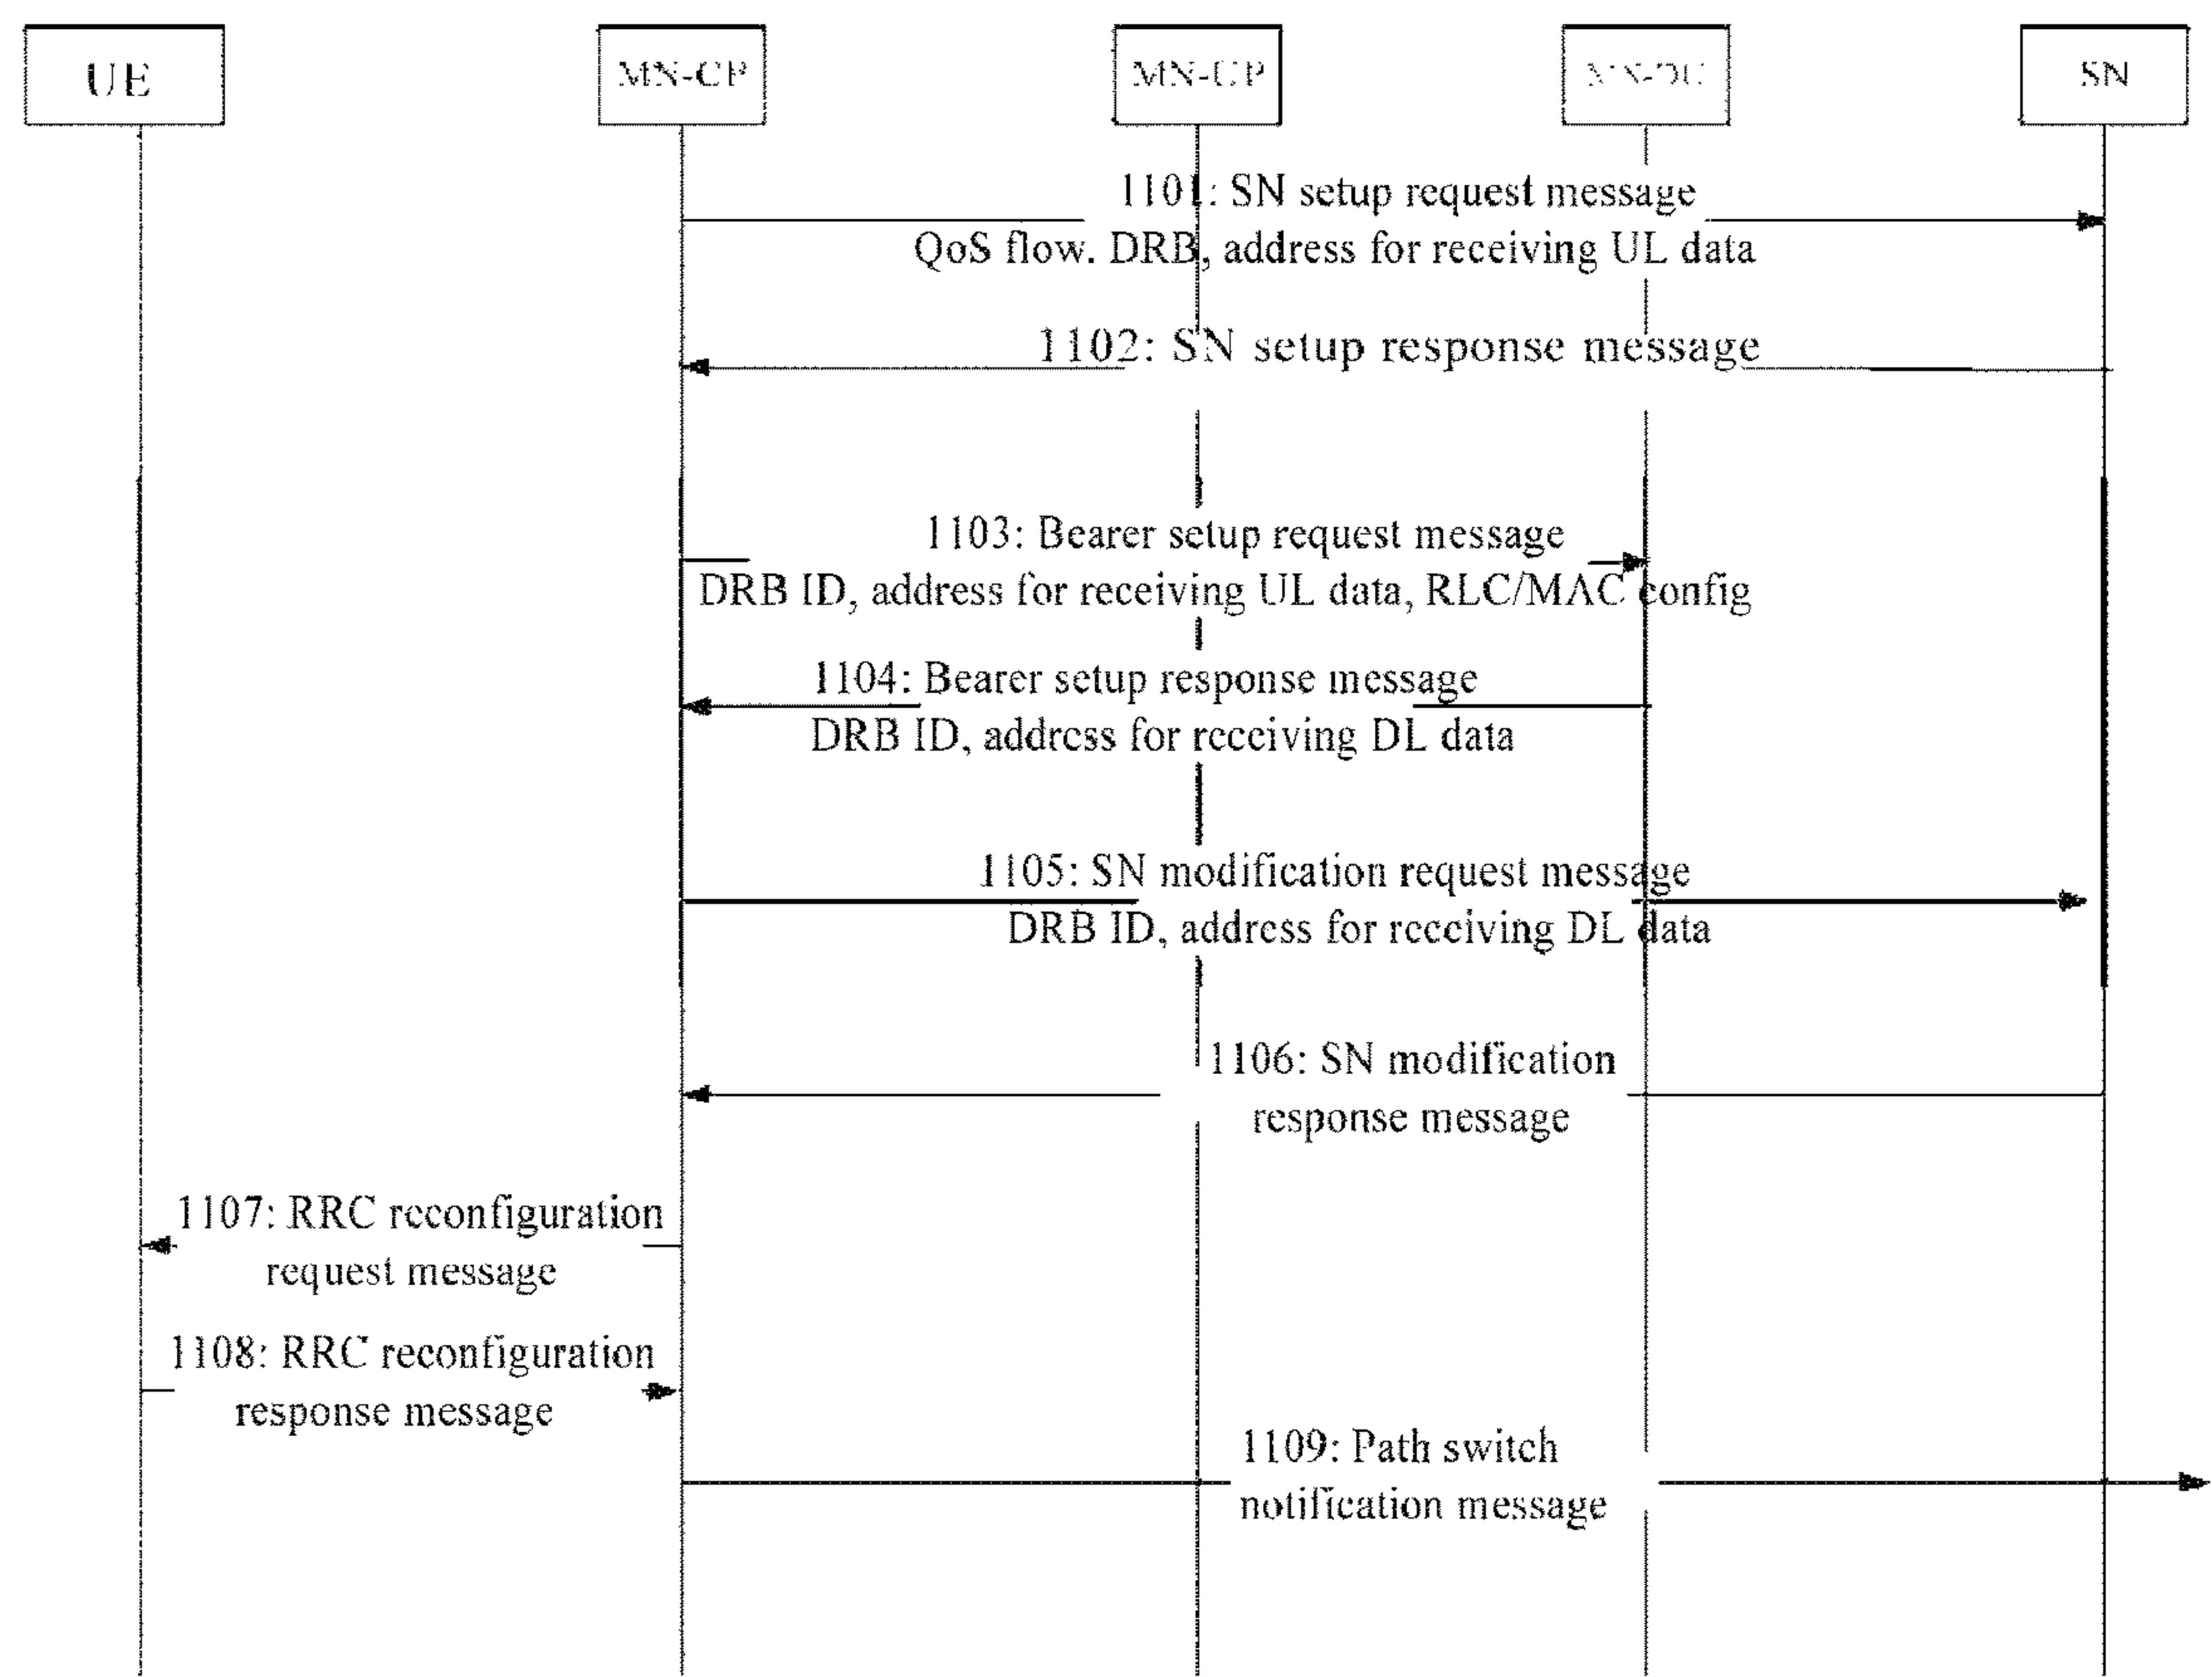 UE
MN-CP
SN
1101: SN setup request message
QoS flow. DRB, address for receiving UL data
1102: SN setup response message
1103: Bearer setup request message
DRB ID, address for receiving UL data, RLC/MAC config
1104: Bearer setup response message
DRB ID, address for receiving DL data
1105: SN modification request message
DRB ID, address for receiving DL data
1106: SN modification
response message
1107: RRC reconfiguration
request message
1108: RRC reconfiguration
response message
1109: Path switch
notification message